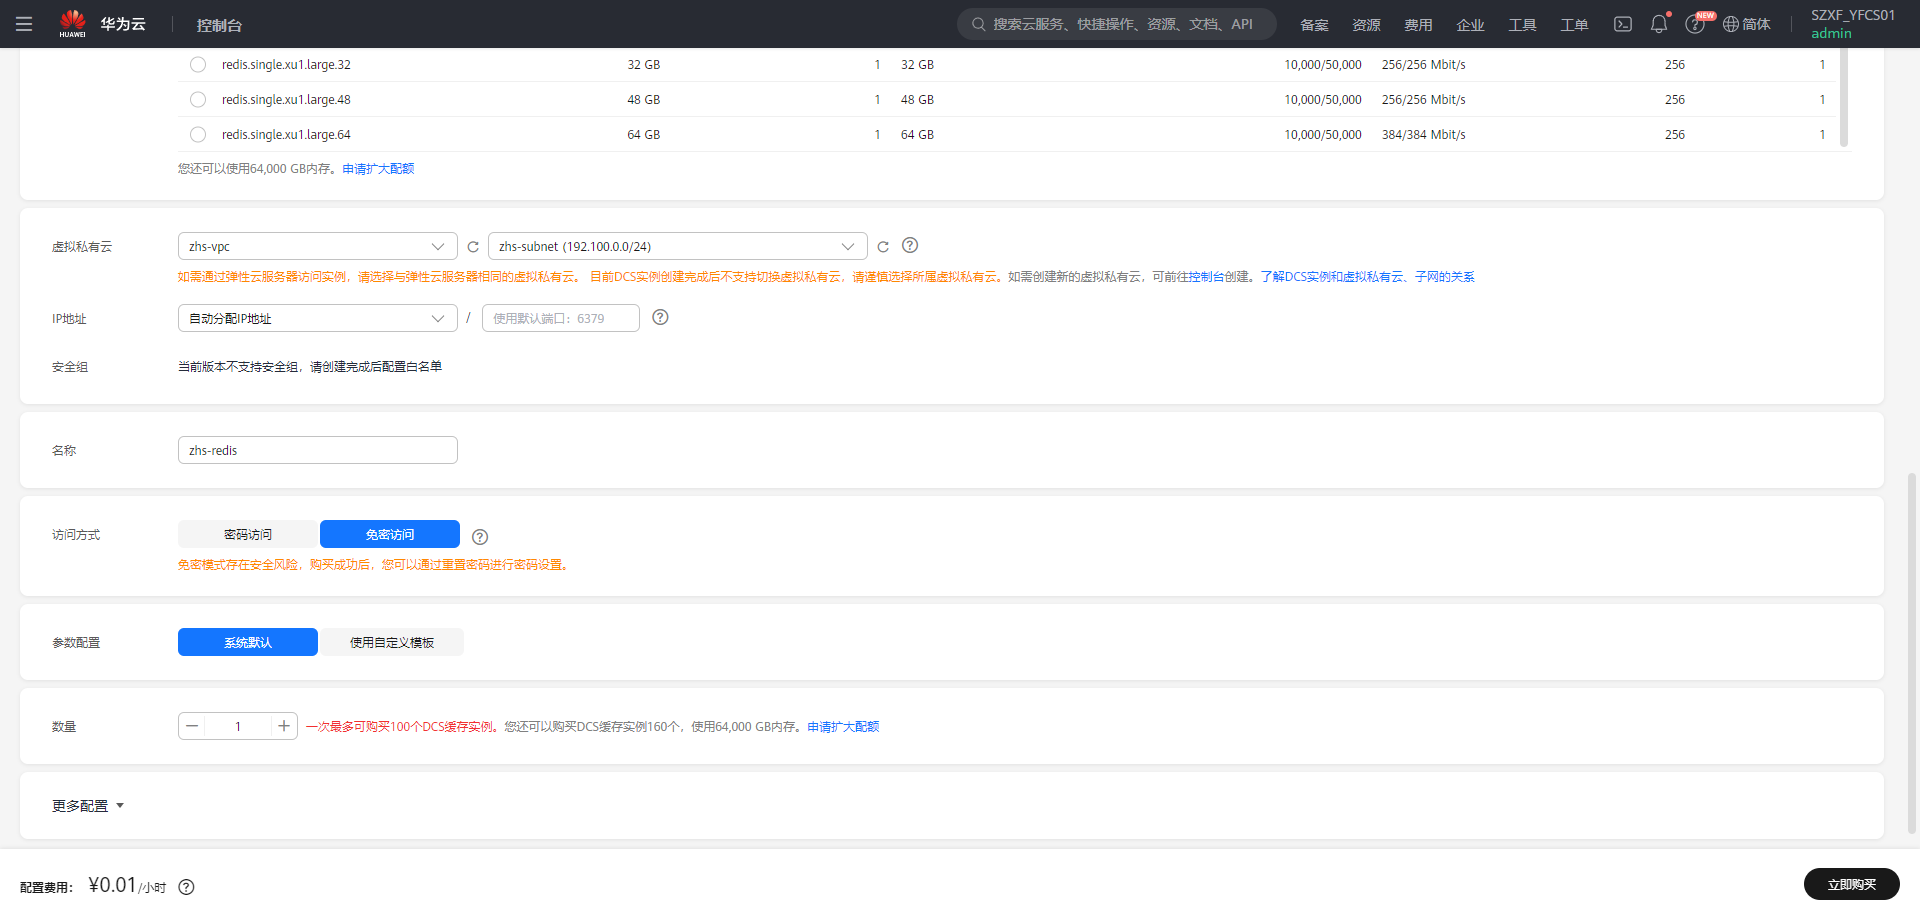 HUAWEI 华为云 控制台 搜索云服务、快捷操作、资源、文档、API 备案 资源 费用 企业 工具 工单 NEW 简体 SZXF_YFCS01
admin
redis.single.xu1.large.32 32 GB 1 32 GB 10,000/50,000 256/256 Mbit/s 256 1
redis.single.xu1.large.48 48 GB 1 48 GB 10,000/50,000 256/256 Mbit/s 256 1
redis.single.xu1.large.64 64 GB 1 64 GB 10,000/50,000 384/384 Mbit/s 256 1
您还可以使用64,000 GB内存。申请扩大配额
虚拟私有云 zhs-vpc zhs-subnet (192.100.0.0/24)
如需通过弹性云服务器访问实例，请选择与弹性云服务器相同的虚拟私有云。 目前DCS实例创建完成后不支持切换虚拟私有云，请谨慎选择所属虚拟私有云。如需创建新的虚拟私有云，可前往控制台创建。了解DCS实例和虚拟私有云、子网的关系
IP地址 自动分配IP地址 / 使用默认端口：6379
安全组 当前版本不支持安全组，请创建完成后配置白名单
名称 zhs-redis
访问方式 密码访问 免密访问
免密模式存在安全风险，购买成功后，您可以通过重置密码进行密码设置。
参数配置 系统默认 使用自定义模板
数量 1 一次最多可购买100个DCS缓存实例。您还可以购买DCS缓存实例160个，使用64,000 GB内存。申请扩大配额
更多配置
配置费用： ¥0.01/小时 立即购买